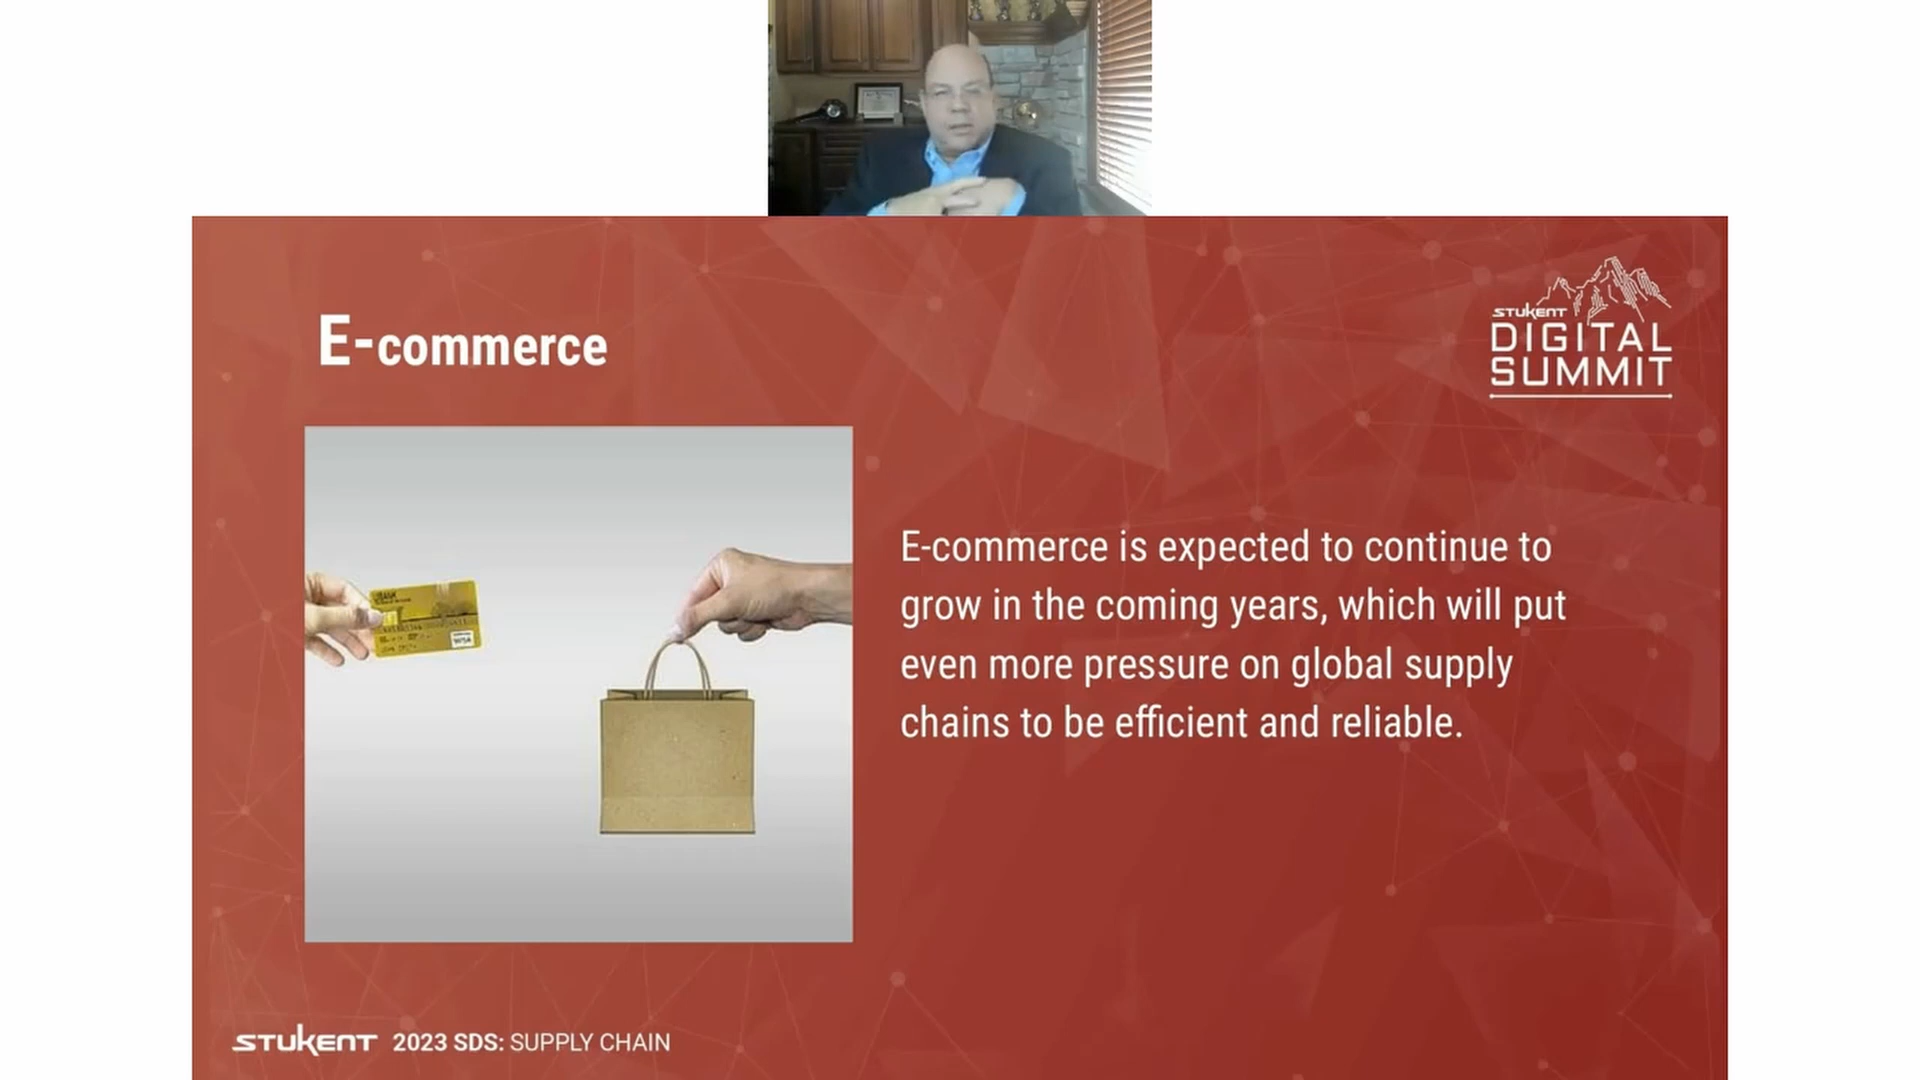 E-commerce
STUKENT
DIGITAL
SUMMIT
BANK
E-commerce is expected to continue to
grow in the coming years, which will put
even more pressure on global supply
chains to be efficient and reliable.
STUKENT 2023 SDS: SUPPLY CHAIN